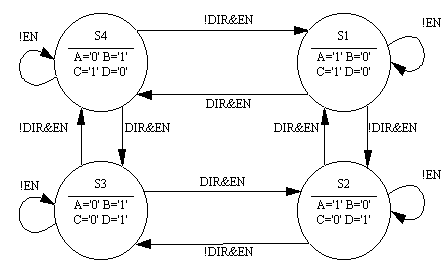 !DIR&EN
!EN
S4
A='0' B='1'
C='1' D='0'
S1
A='1' B='0'
C='1' D='0'
!EN
DIR&EN
!DIR&EN
DIR&EN
DIR&EN
!DIR&EN
!EN
S3
A='0' B='1'
C='0' D='1'
DIR&EN
S2
A='1' B='0'
C='0' D='1'
!EN
!DIR&EN